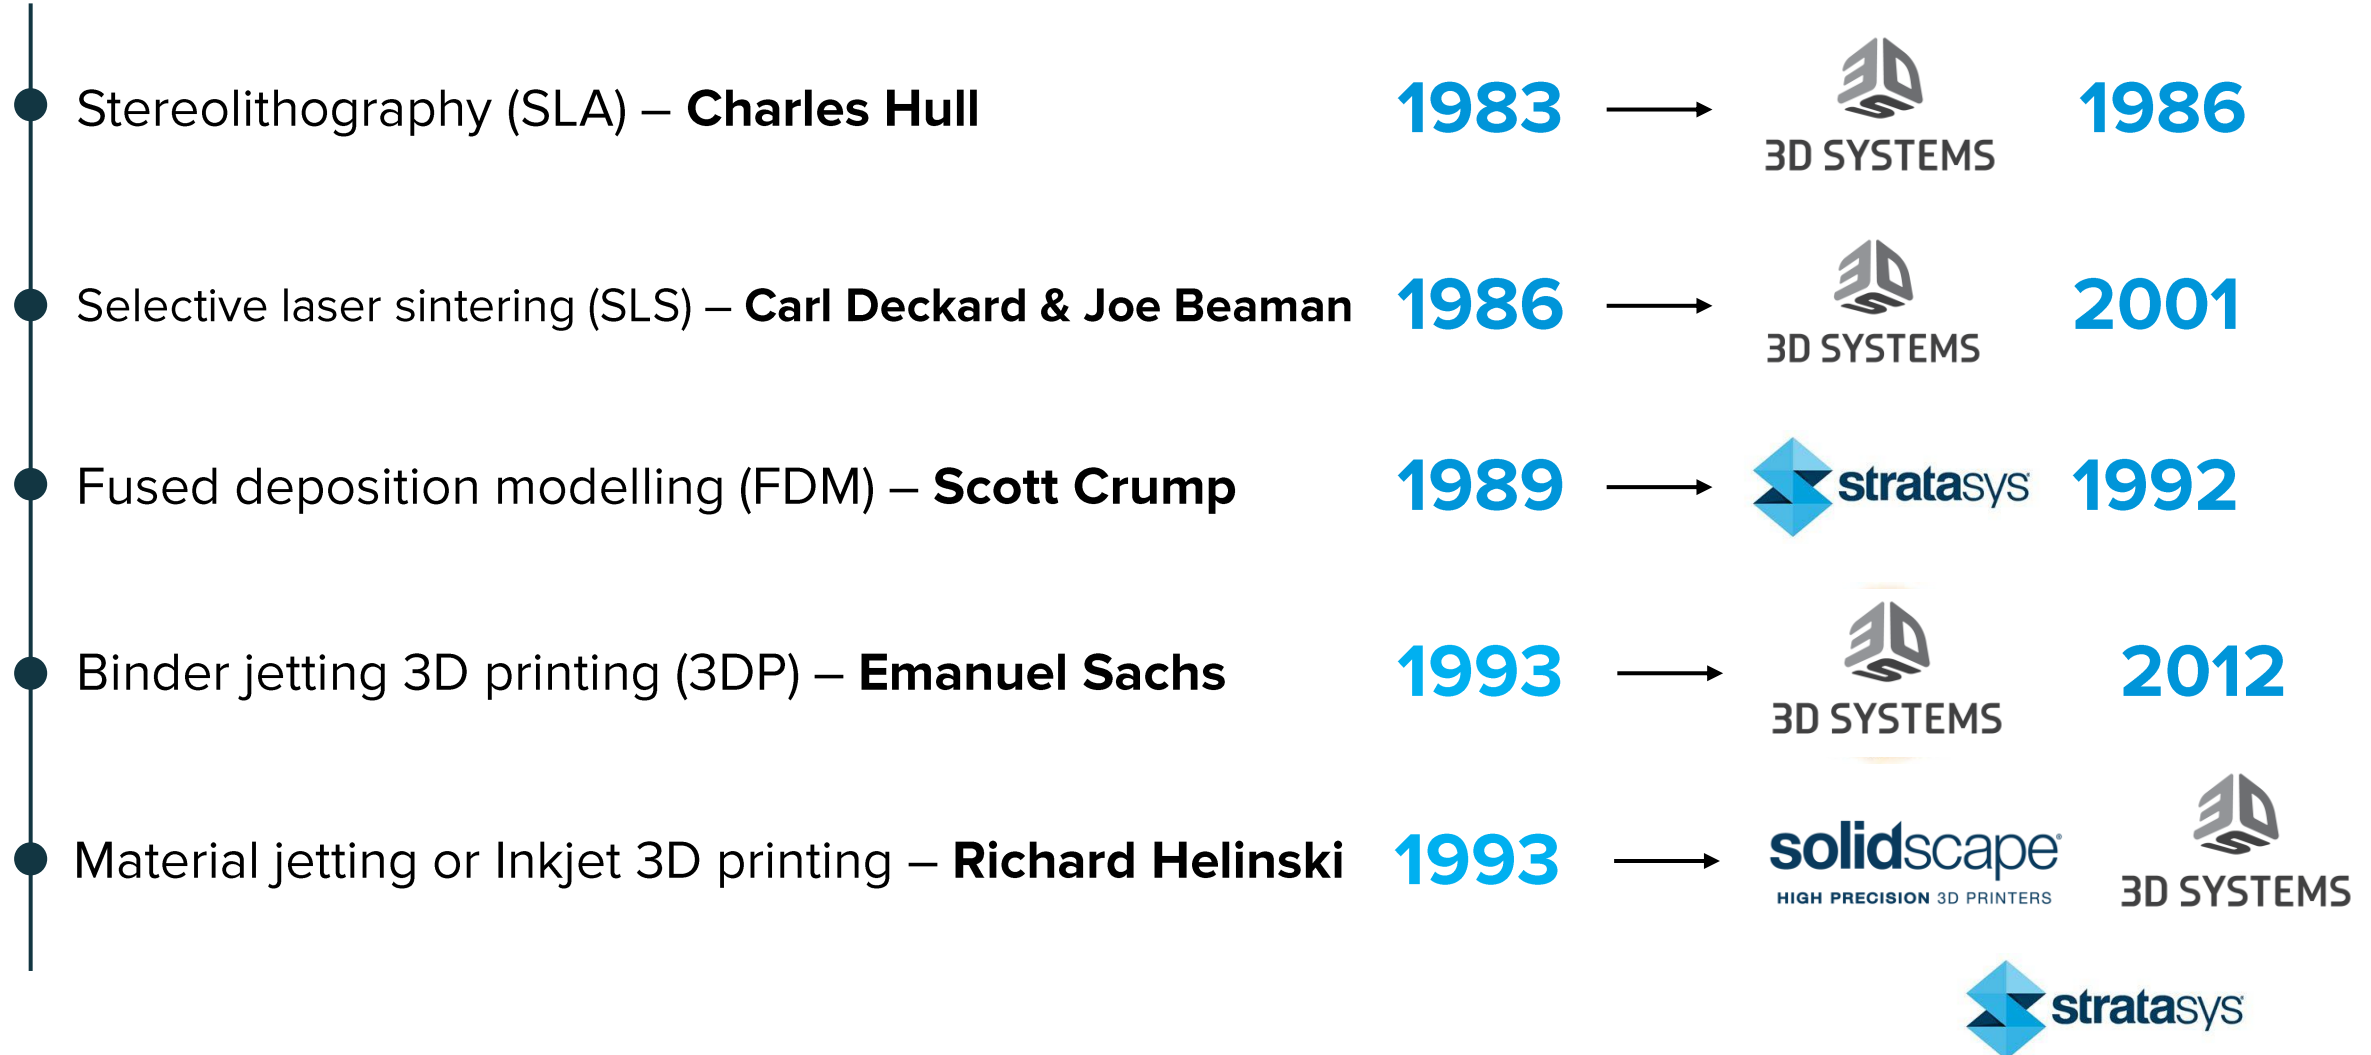 Stereolithography (SLA) – Charles Hull 1983 3D SYSTEMS 1986
Selective laser sintering (SLS) – Carl Deckard & Joe Beaman 1986 3D SYSTEMS 2001
Fused deposition modelling (FDM) – Scott Crump 1989 stratasys 1992
Binder jetting 3D printing (3DP) – Emanuel Sachs 1993 3D SYSTEMS 2012
Material jetting or Inkjet 3D printing – Richard Helinski 1993 solidscape® 3D SYSTEMS
HIGH PRECISION 3D PRINTERS
stratasys